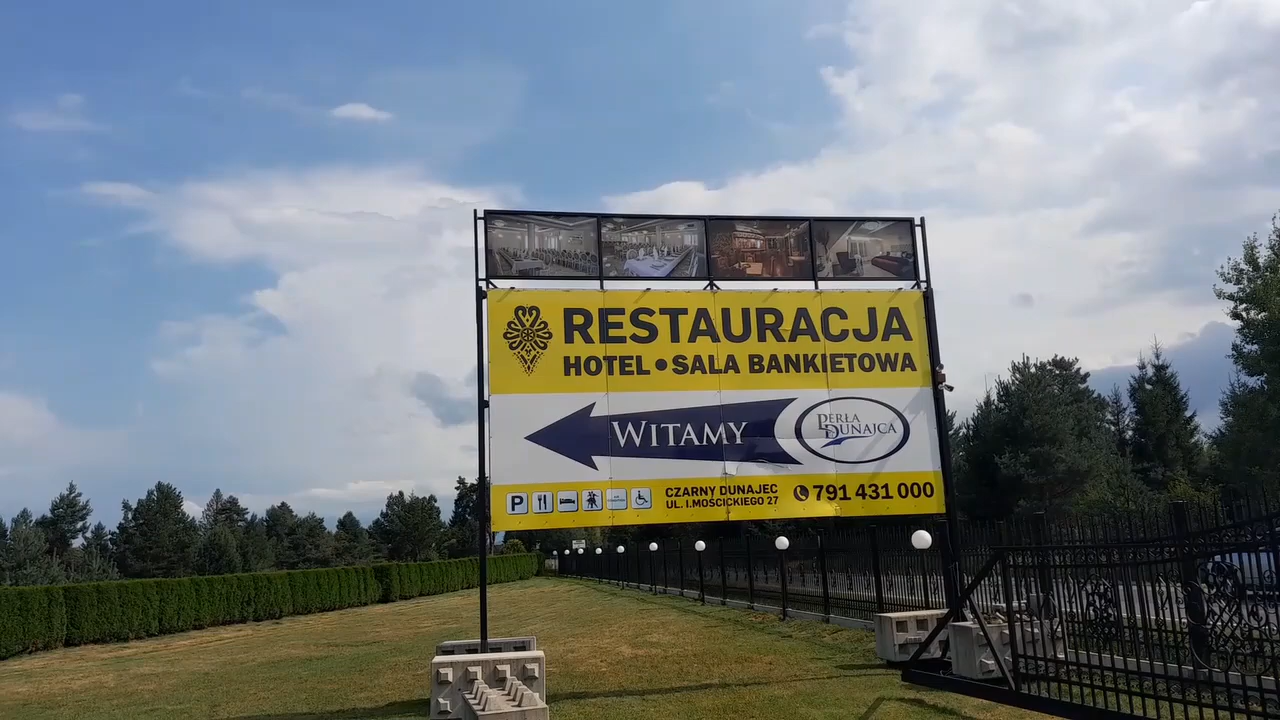 RESTAURACJA
HOTEL • SALA BANKIETOWA
WITAMY
PERŁA
DUNAJCA
P
CZARNY DUNAJEC
UL. I.MOŚCICKIEGO 27
791 431 000